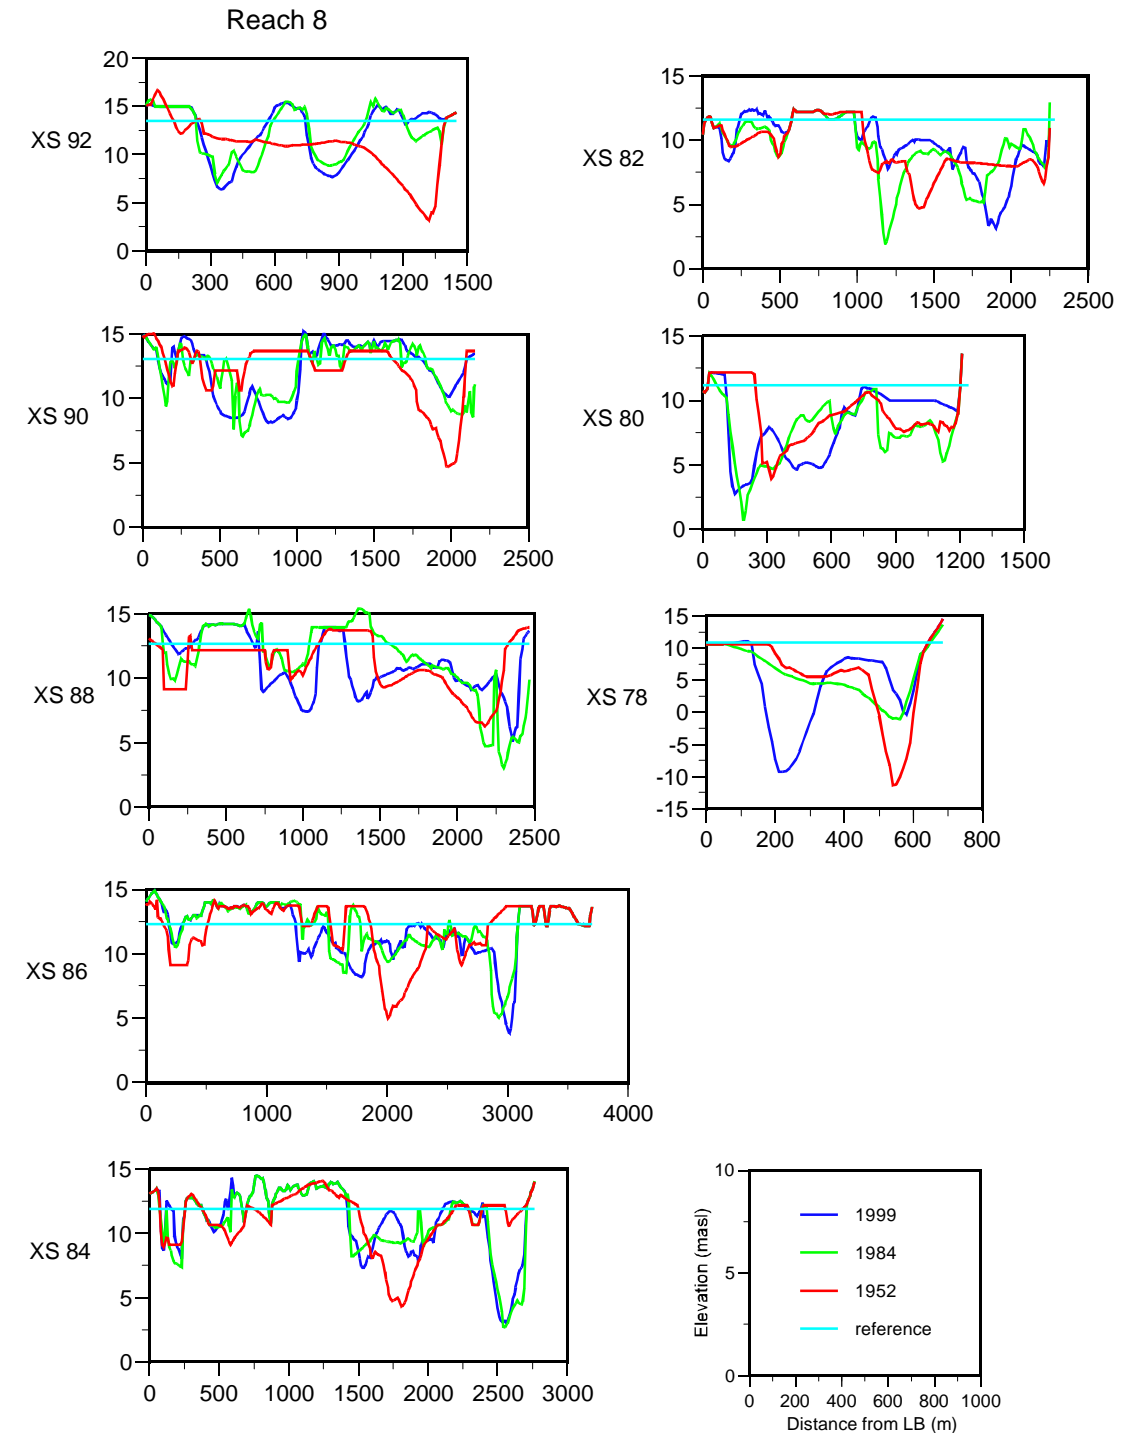 Reach 8
20
15
10
5
0
XS 92
0 300 600 900 1200 1500
15
10
5
0
XS 82
0 500 1000 1500 2000 2500
15
10
5
0
XS 90
0 500 1000 1500 2000 2500
15
10
5
0
XS 80
0 300 600 900 1200 1500
15
10
5
0
XS 88
0 500 1000 1500 2000 2500
15
10
5
0
-5
-10
-15
XS 78
0 200 400 600 800
15
10
5
0
XS 86
0 1000 2000 3000 4000
15
10
5
0
XS 84
0 500 1000 1500 2000 2500 3000
10
5
0
Elevation (masl)
1999
1984
1952
reference
0 200 400 600 800 1000
Distance from LB (m)